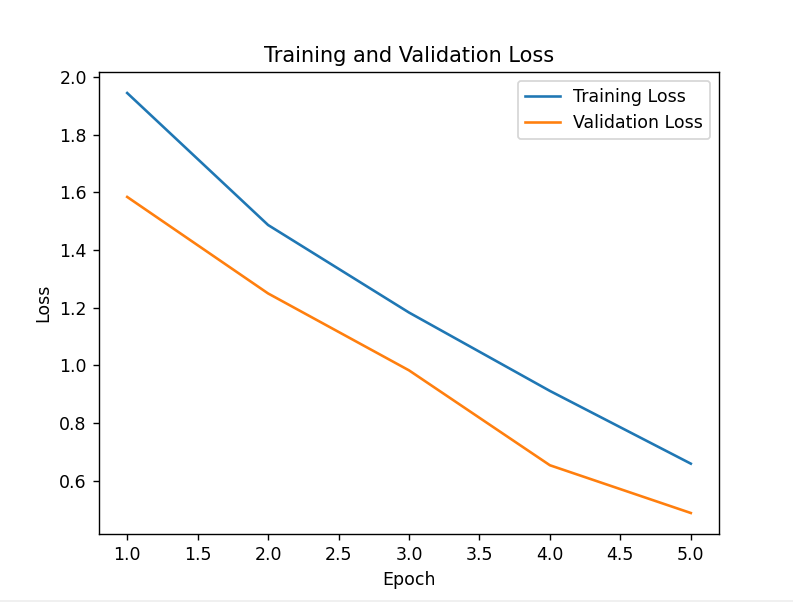 Training and Validation Loss
Training Loss
Validation Loss
2.0
1.8
1.6
1.4
1.2
1.0
0.8
0.6
Loss
1.0 1.5 2.0 2.5 3.0 3.5 4.0 4.5 5.0
Epoch